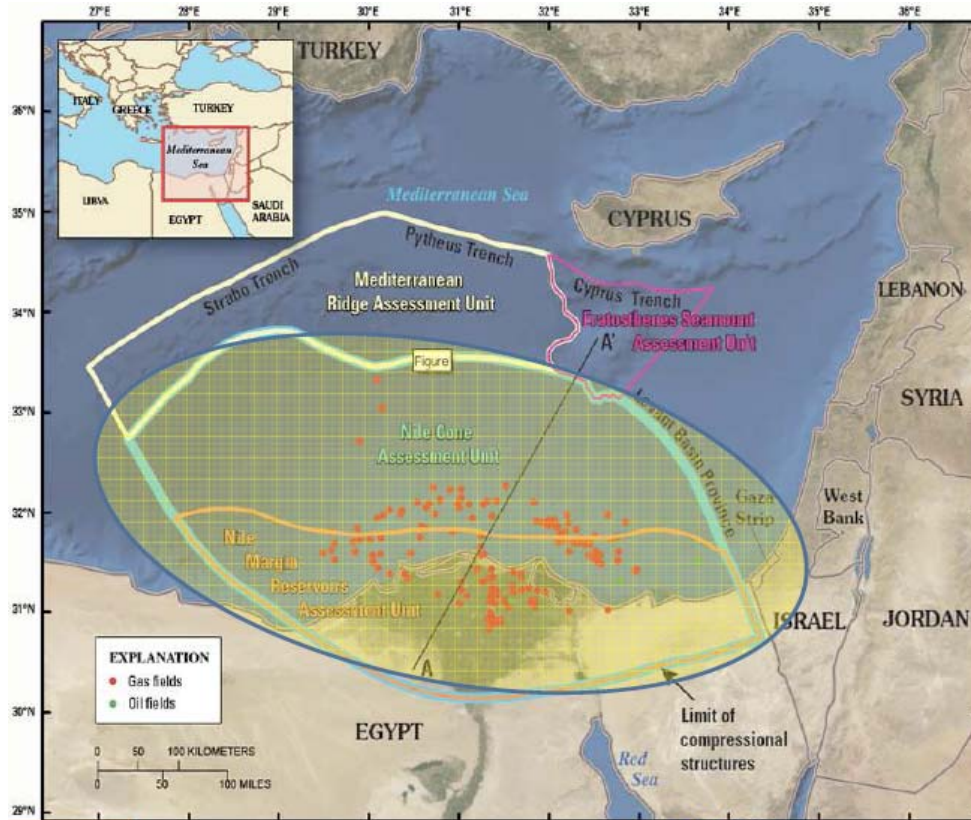 27°E 28°E 29°E 30°E 31°E 32°E 33°E 34°E 35°E 36°E
TURKEY
ITALY
GREECE
TURKEY
Mediterranean
Sea
LIBYA
EGYPT
SAUDI
ARABIA
36°N
35°N
34°N
33°N
32°N
31°N
30°N
29°N
Mediterranean Sea
CYPRUS
Strabo Trench
Pytheus Trench
Mediterranean
Ridge Assessment Unit
Cyprus Trench
Eratosthenes Seamount
Assessment Un't
A'
LEBANON
SYRIA
Figure
Nile Cone
Assessment Unit
Levant Basin Province
Gaza
Strip
West
Bank
Nile
Margin
Reservoirs
Assessment Unit
ISRAEL
JORDAN
A
EGYPT
Limit of
compressional
structures
Red
Sea
EXPLANATION
Gas fields
Oil fields
0 50 100 KILOMETERS
0 50 100 MILES